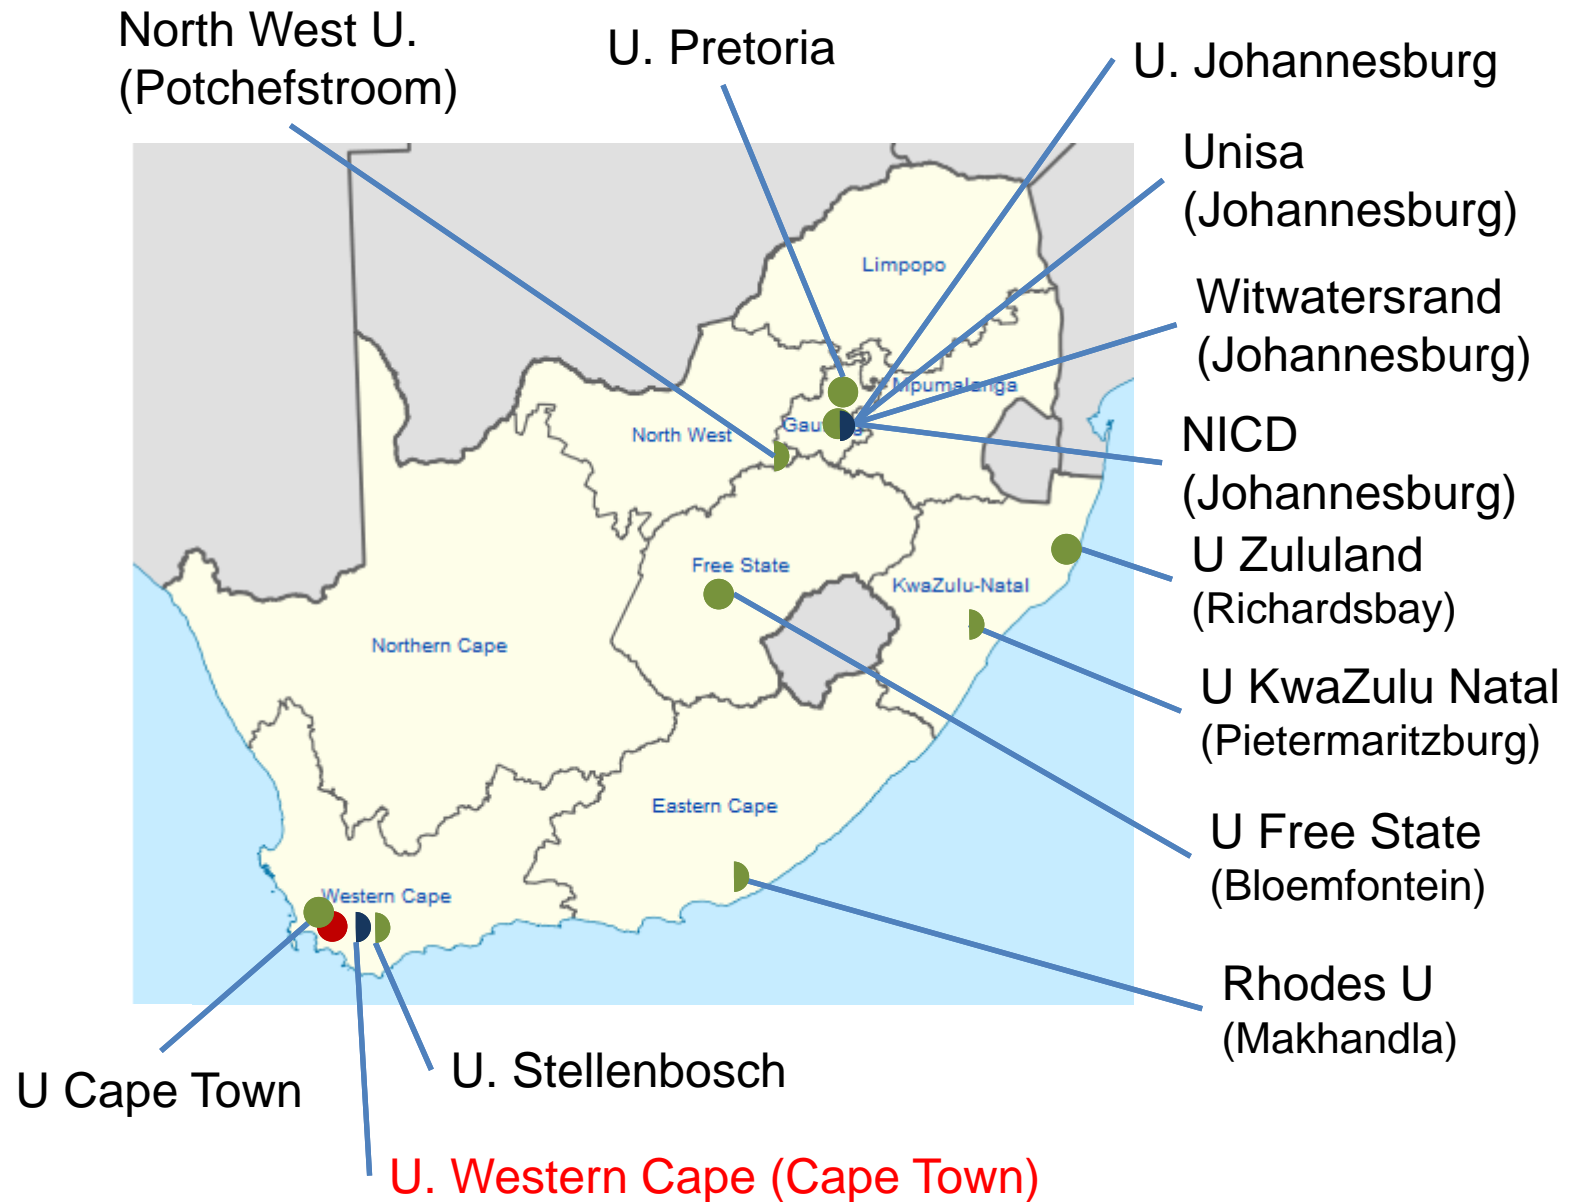 North West U.
(Potchefstroom)
U. Pretoria
U. Johannesburg
Unisa
(Johannesburg)
Witwatersrand
(Johannesburg)
NICD
(Johannesburg)
U Zululand
(Richardsbay)
U KwaZulu Natal
(Pietermaritzburg)
U Free State
(Bloemfontein)
Rhodes U
(Makhandla)
Limpopo
Mpumalanga
North West
Free State
KwaZulu-Natal
Northern Cape
Eastern Cape
Western Cape
U Cape Town
U. Stellenbosch
U. Western Cape (Cape Town)